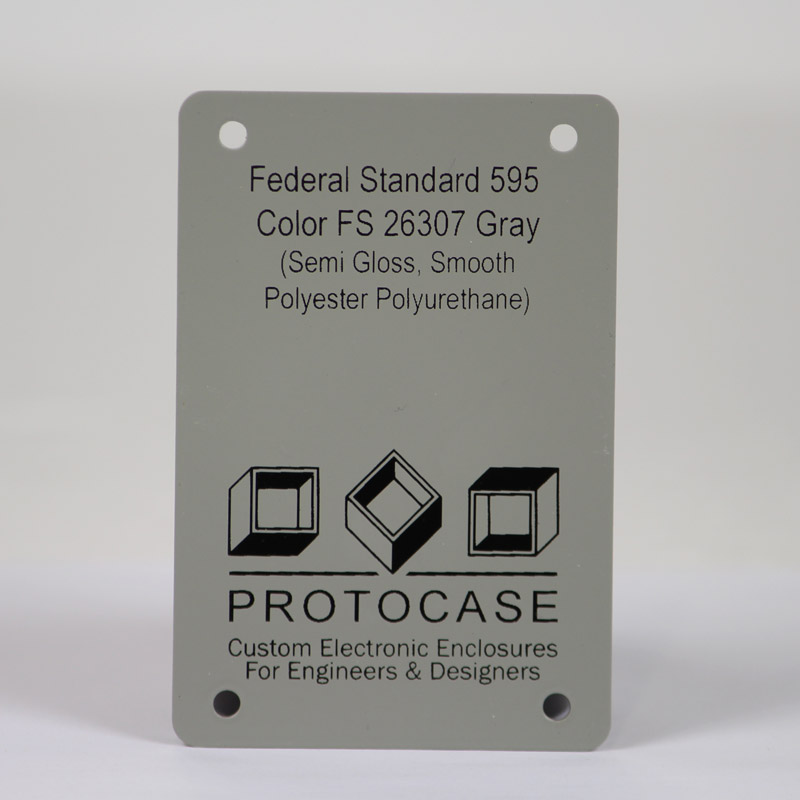 Federal Standard 595
Color FS 26307 Gray
(Semi Gloss, Smooth
Polyester Polyurethane)
PROTOCASE
Custom Electronic Enclosures
For Engineers & Designers